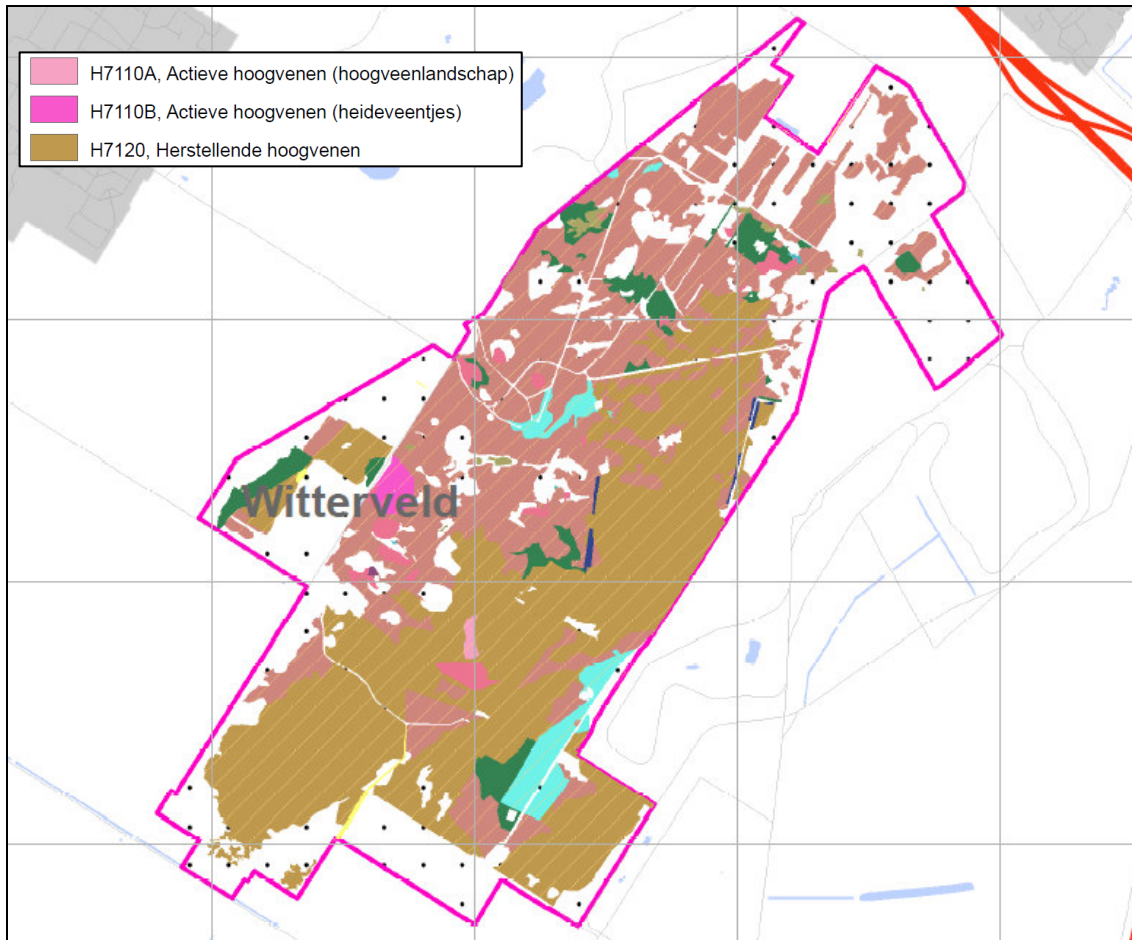 H7110A, Actieve hoogvenen (hoogveenlandschap)
H7110B, Actieve hoogvenen (heideveentjes)
H7120, Herstellende hoogvenen
Witterveld